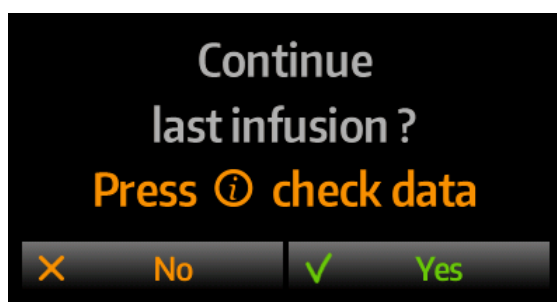 Continue
last infusion ?
Press ⓘ check data
No
Yes